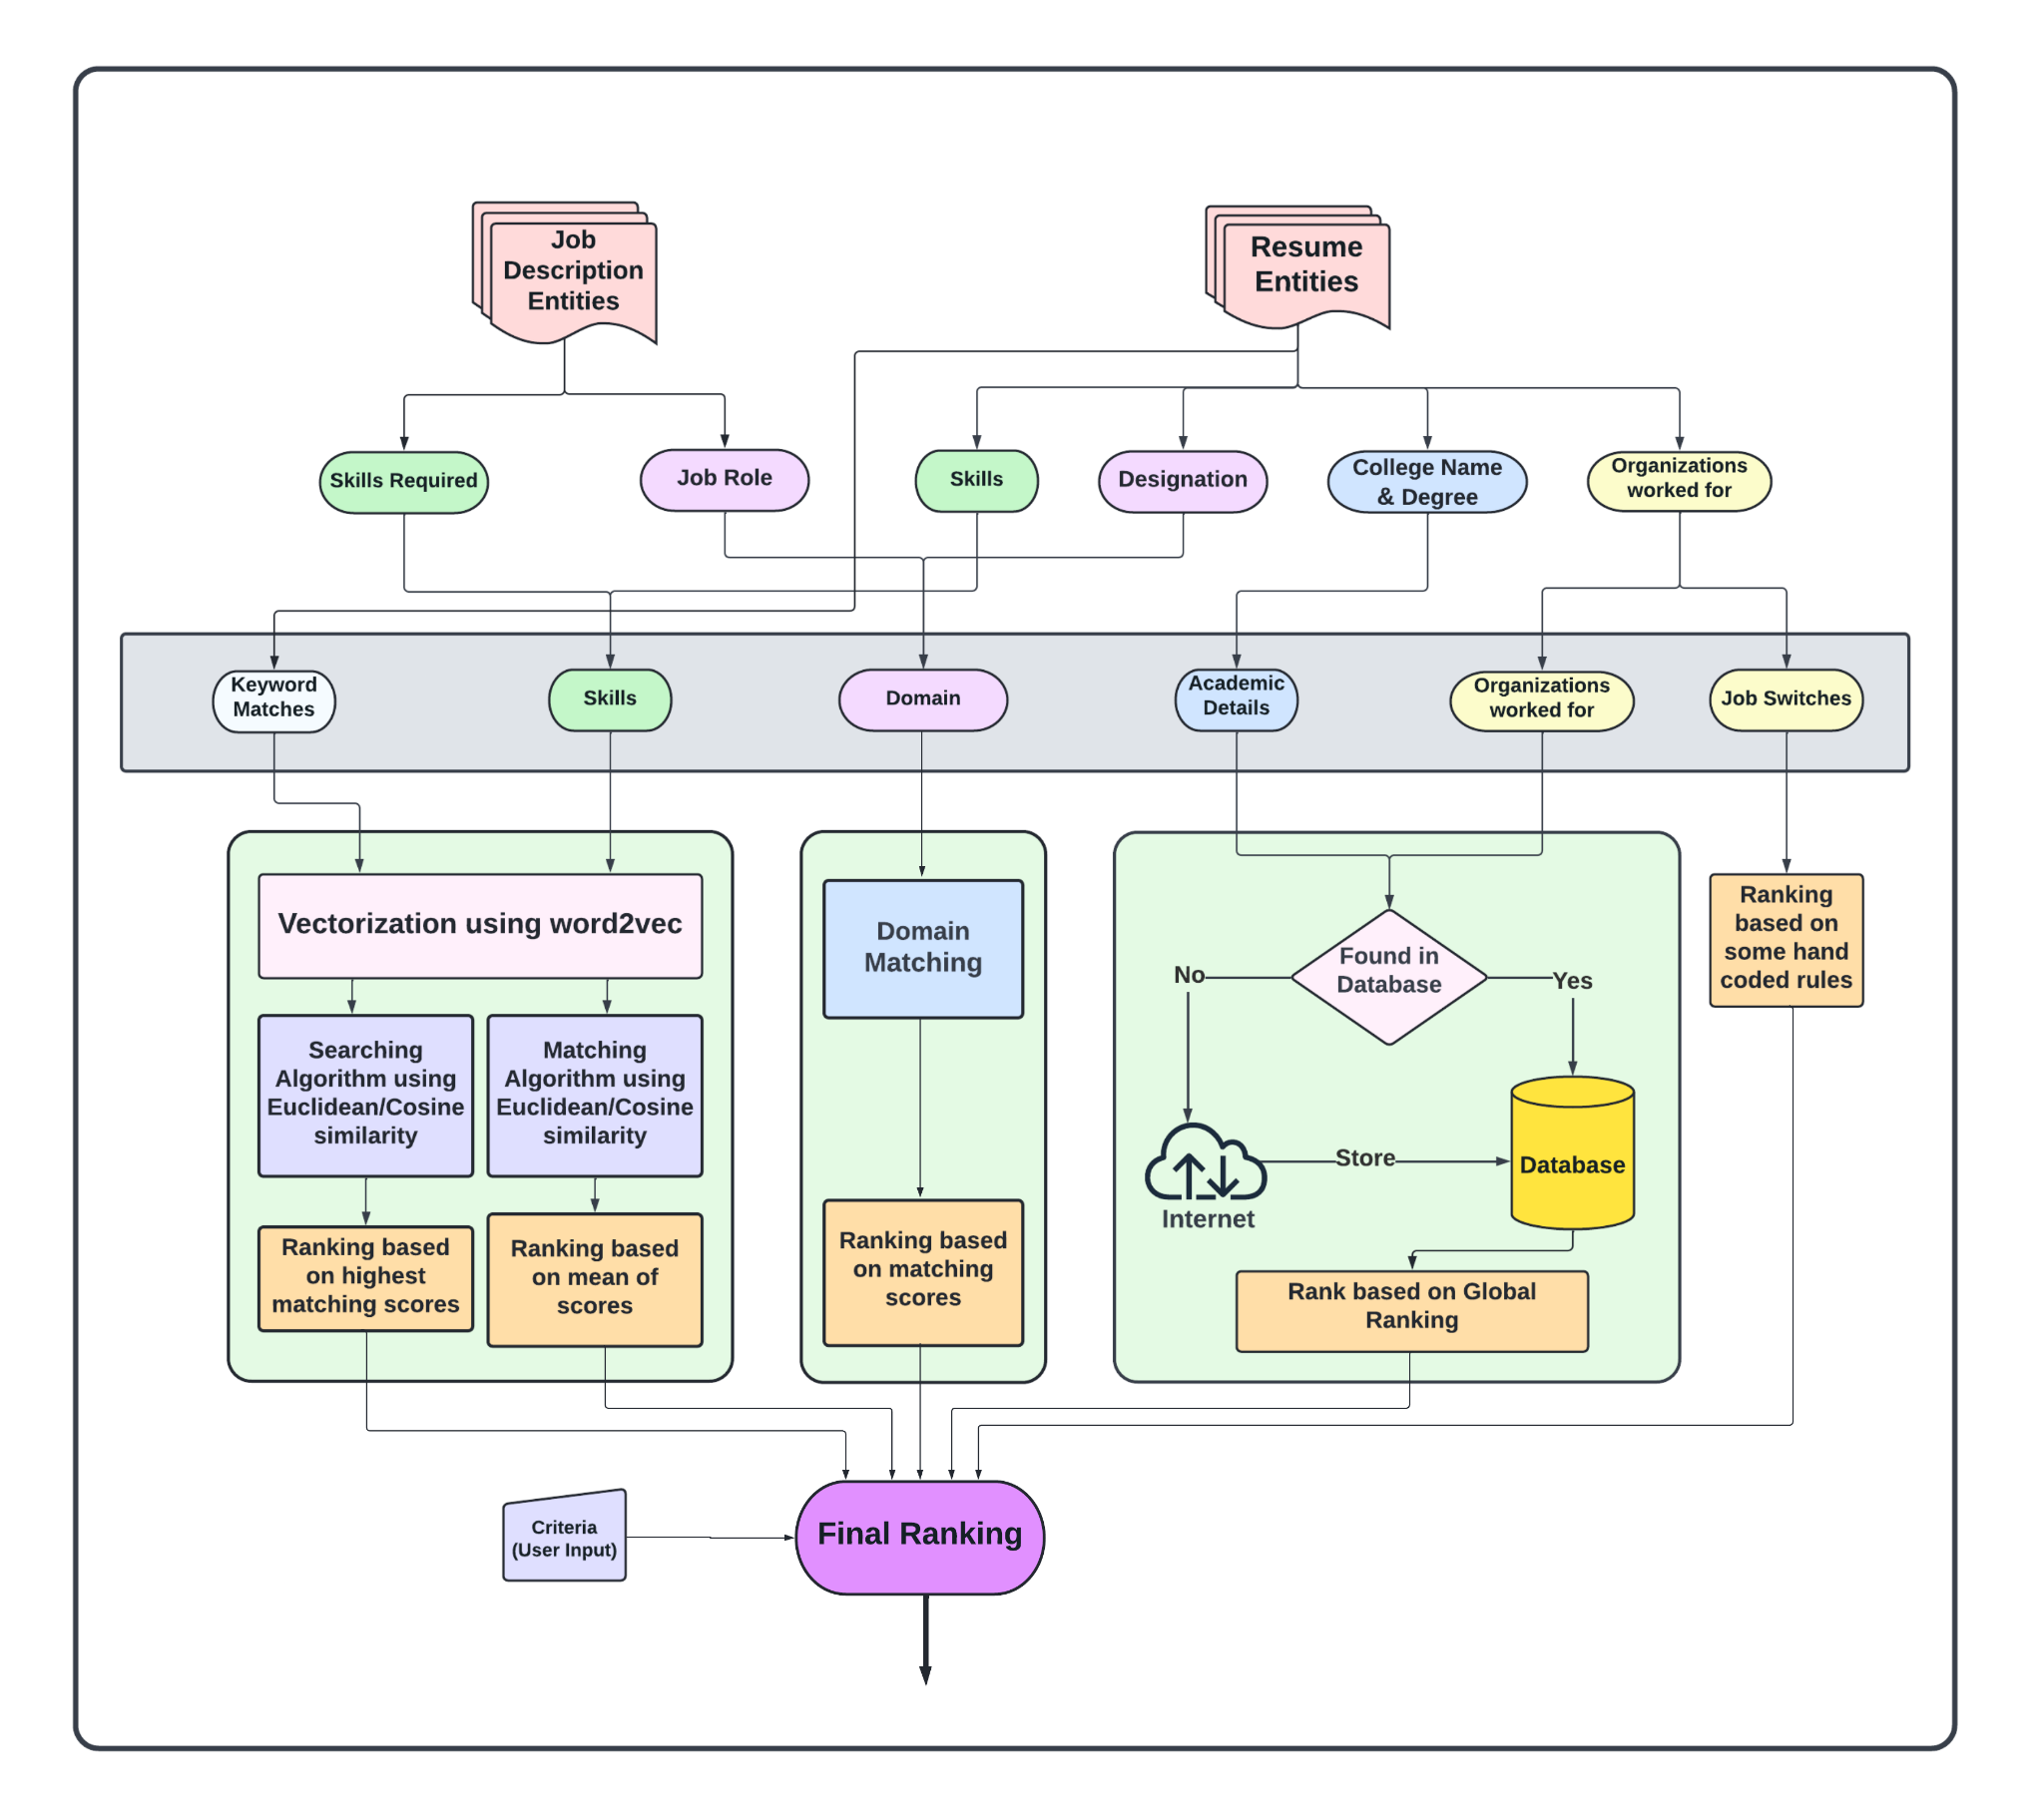 Job
Description
Entities
Resume
Entities
Skills Required
Job Role
Skills
Designation
College Name
& Degree
Organizations
worked for
Keyword
Matches
Skills
Domain
Academic
Details
Organizations
worked for
Job Switches
Vectorization using word2vec
Domain
Matching
Found in
Database
No
Yes
Ranking
based on
some hand
coded rules
Searching
Algorithm using
Euclidean/Cosine
similarity
Matching
Algorithm using
Euclidean/Cosine
similarity
Store
Database
Internet
Ranking based
on highest
matching scores
Ranking based
on mean of
scores
Ranking based
on matching
scores
Rank based on Global
Ranking
Criteria
(User Input)
Final Ranking